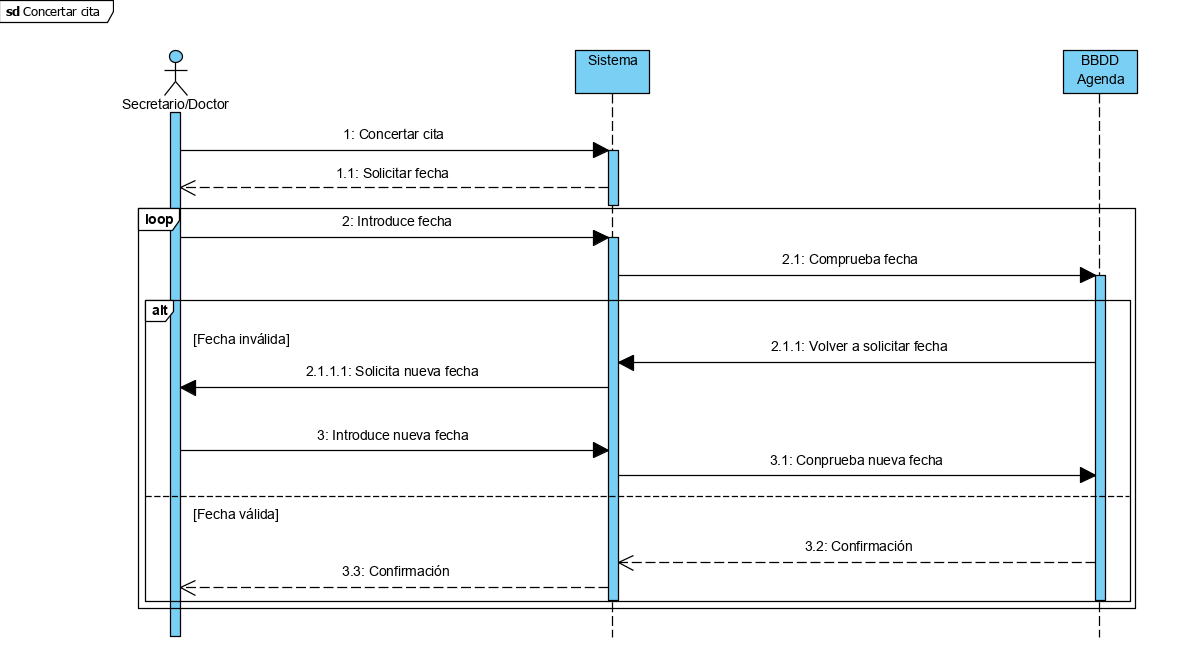 sd Concertar cita
Secretario/Doctor
Sistema
BBDD
Agenda
1: Concertar cita
1.1: Solicitar fecha
loop
2: Introduce fecha
2.1: Comprueba fecha
alt
[Fecha inválida]
2.1.1: Volver a solicitar fecha
2.1.1.1: Solicita nueva fecha
3: Introduce nueva fecha
3.1: Conprueba nueva fecha
[Fecha válida]
3.2: Confirmación
3.3: Confirmación